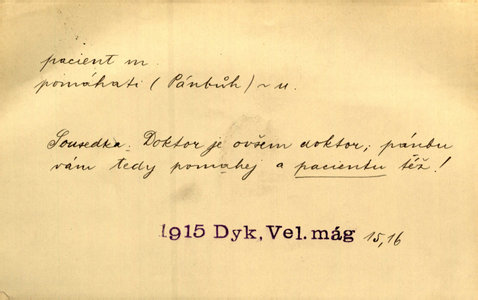 pacient m.
pomáhati (Pánbůh) ~ u.
Sousedka: Doktor je ovšem doktor; pánbu
vám tedy pomahej a pacientu též!
1915 Dyk, Vel. mág 15,16